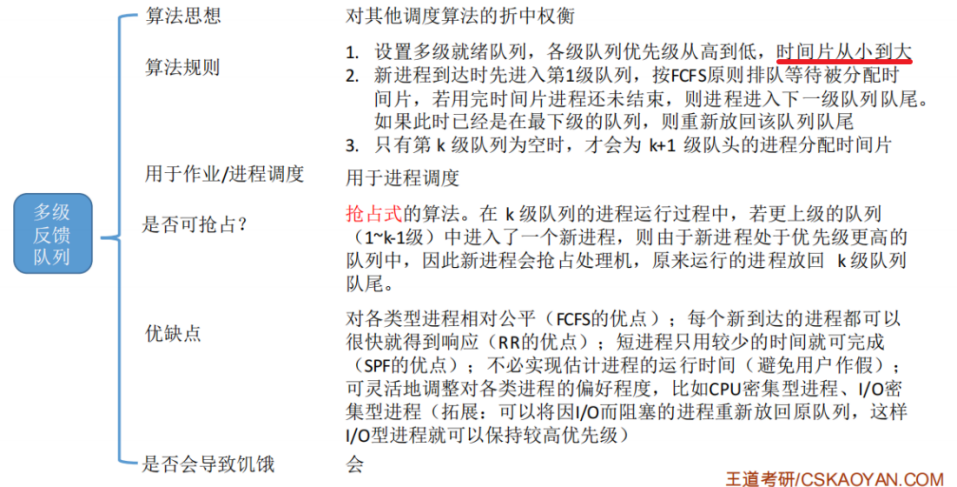 算法思想
对其他调度算法的折中权衡
算法规则
1. 设置多级就绪队列，各级队列优先级从高到低，时间片从小到大
2. 新进程到达时先进入第1级队列，按FCFS原则排队等待被分配时
间片，若用完时间片进程还未结束，则进程进入下一级队列队尾。
如果此时已经是在最下级的队列，则重新放回该队列队尾
3. 只有第 k 级队列为空时，才会为 k+1 级队头的进程分配时间片
用于作业/进程调度
用于进程调度
多级
反馈
队列
是否可抢占？
抢占式的算法。在 k 级队列的进程运行过程中，若更上级的队列
（1~k-1级）中进入了一个新进程，则由于新进程处于优先级更高的
队列中，因此新进程会抢占处理机，原来运行的进程放回 k 级队列
队尾。
优缺点
对各类型进程相对公平（FCFS的优点）；每个新到达的进程都可以
很快就得到响应（RR的优点）；短进程只用较少的时间就可完成
（SPF的优点）；不必实现估计进程的运行时间（避免用户作假）；
可灵活地调整对各类进程的偏好程度，比如CPU密集型进程、I/O密
集型进程（拓展：可以将因I/O而阻塞的进程重新放回原队列，这样
I/O型进程就可以保持较高优先级）
是否会导致饥饿
会
王道考研/CSKAOYAN.COM